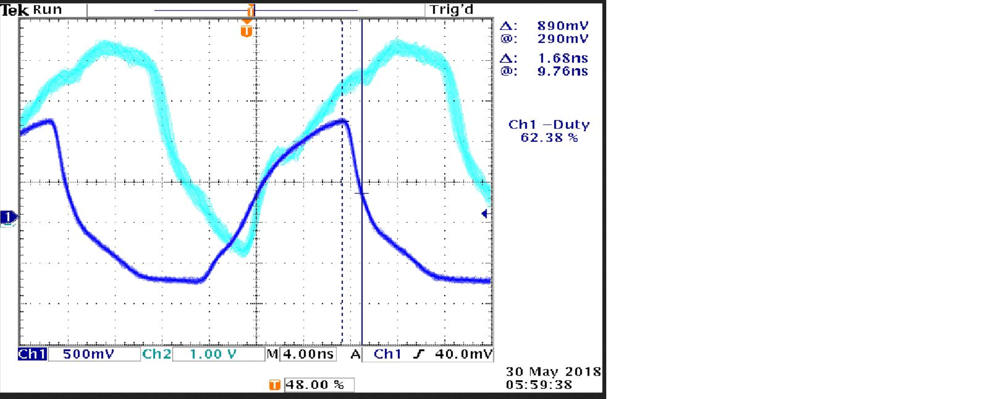 Tek Run Trig'd
T
T
Δ: 890mV
@: 290mV
Δ: 1.68ns
@: 9.76ns
Ch1 −Duty
62.38 %
1
Ch1 500mV Ch2 1.00 V M 4.00ns A Ch1 ʃ 40.0mV
T 48.00 %
30 May 2018
05:59:38